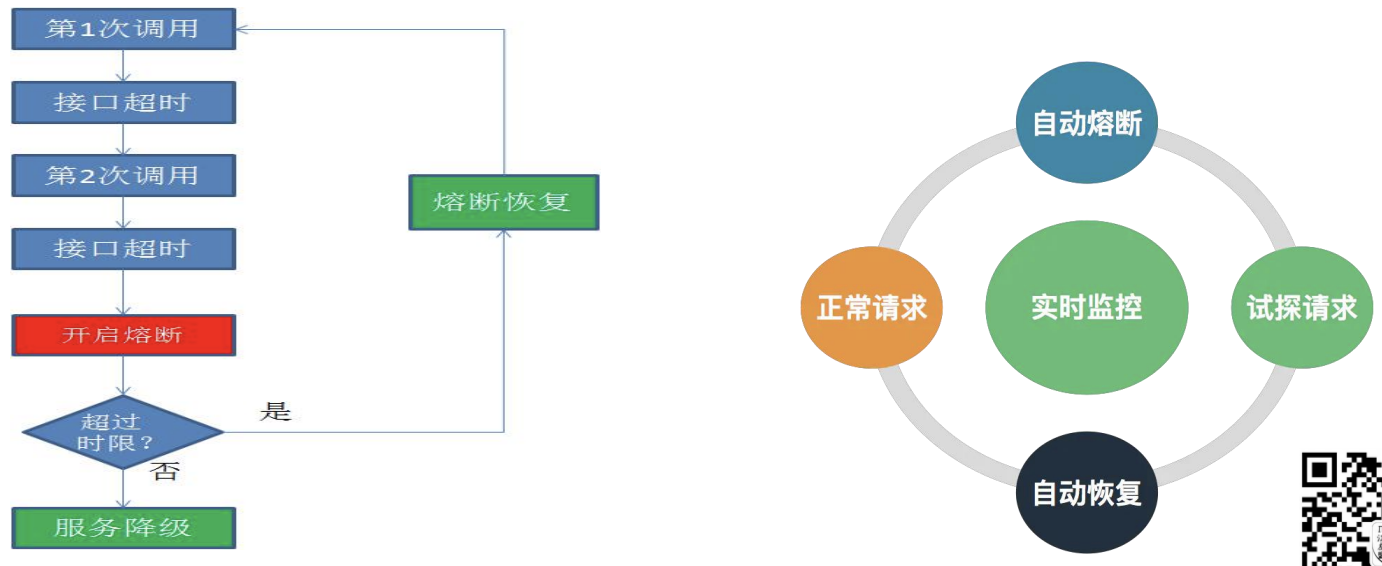 第1次调用
接口超时
第2次调用
接口超时
开启熔断
超过
时限?
是
否
服务降级
熔断恢复
自动熔断
正常请求
实时监控
试探请求
自动恢复